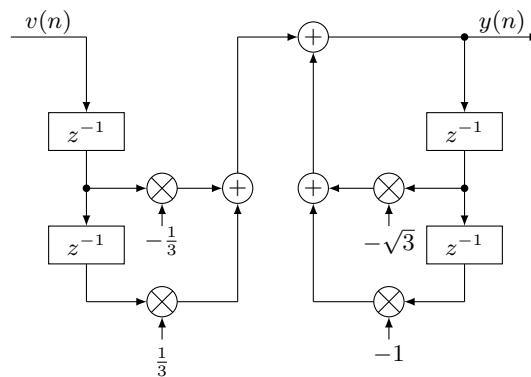 v(n)
y(n)
z⁻¹
z⁻¹
+
+
+
−1/3
−√3
z⁻¹
z⁻¹
1/3
−1